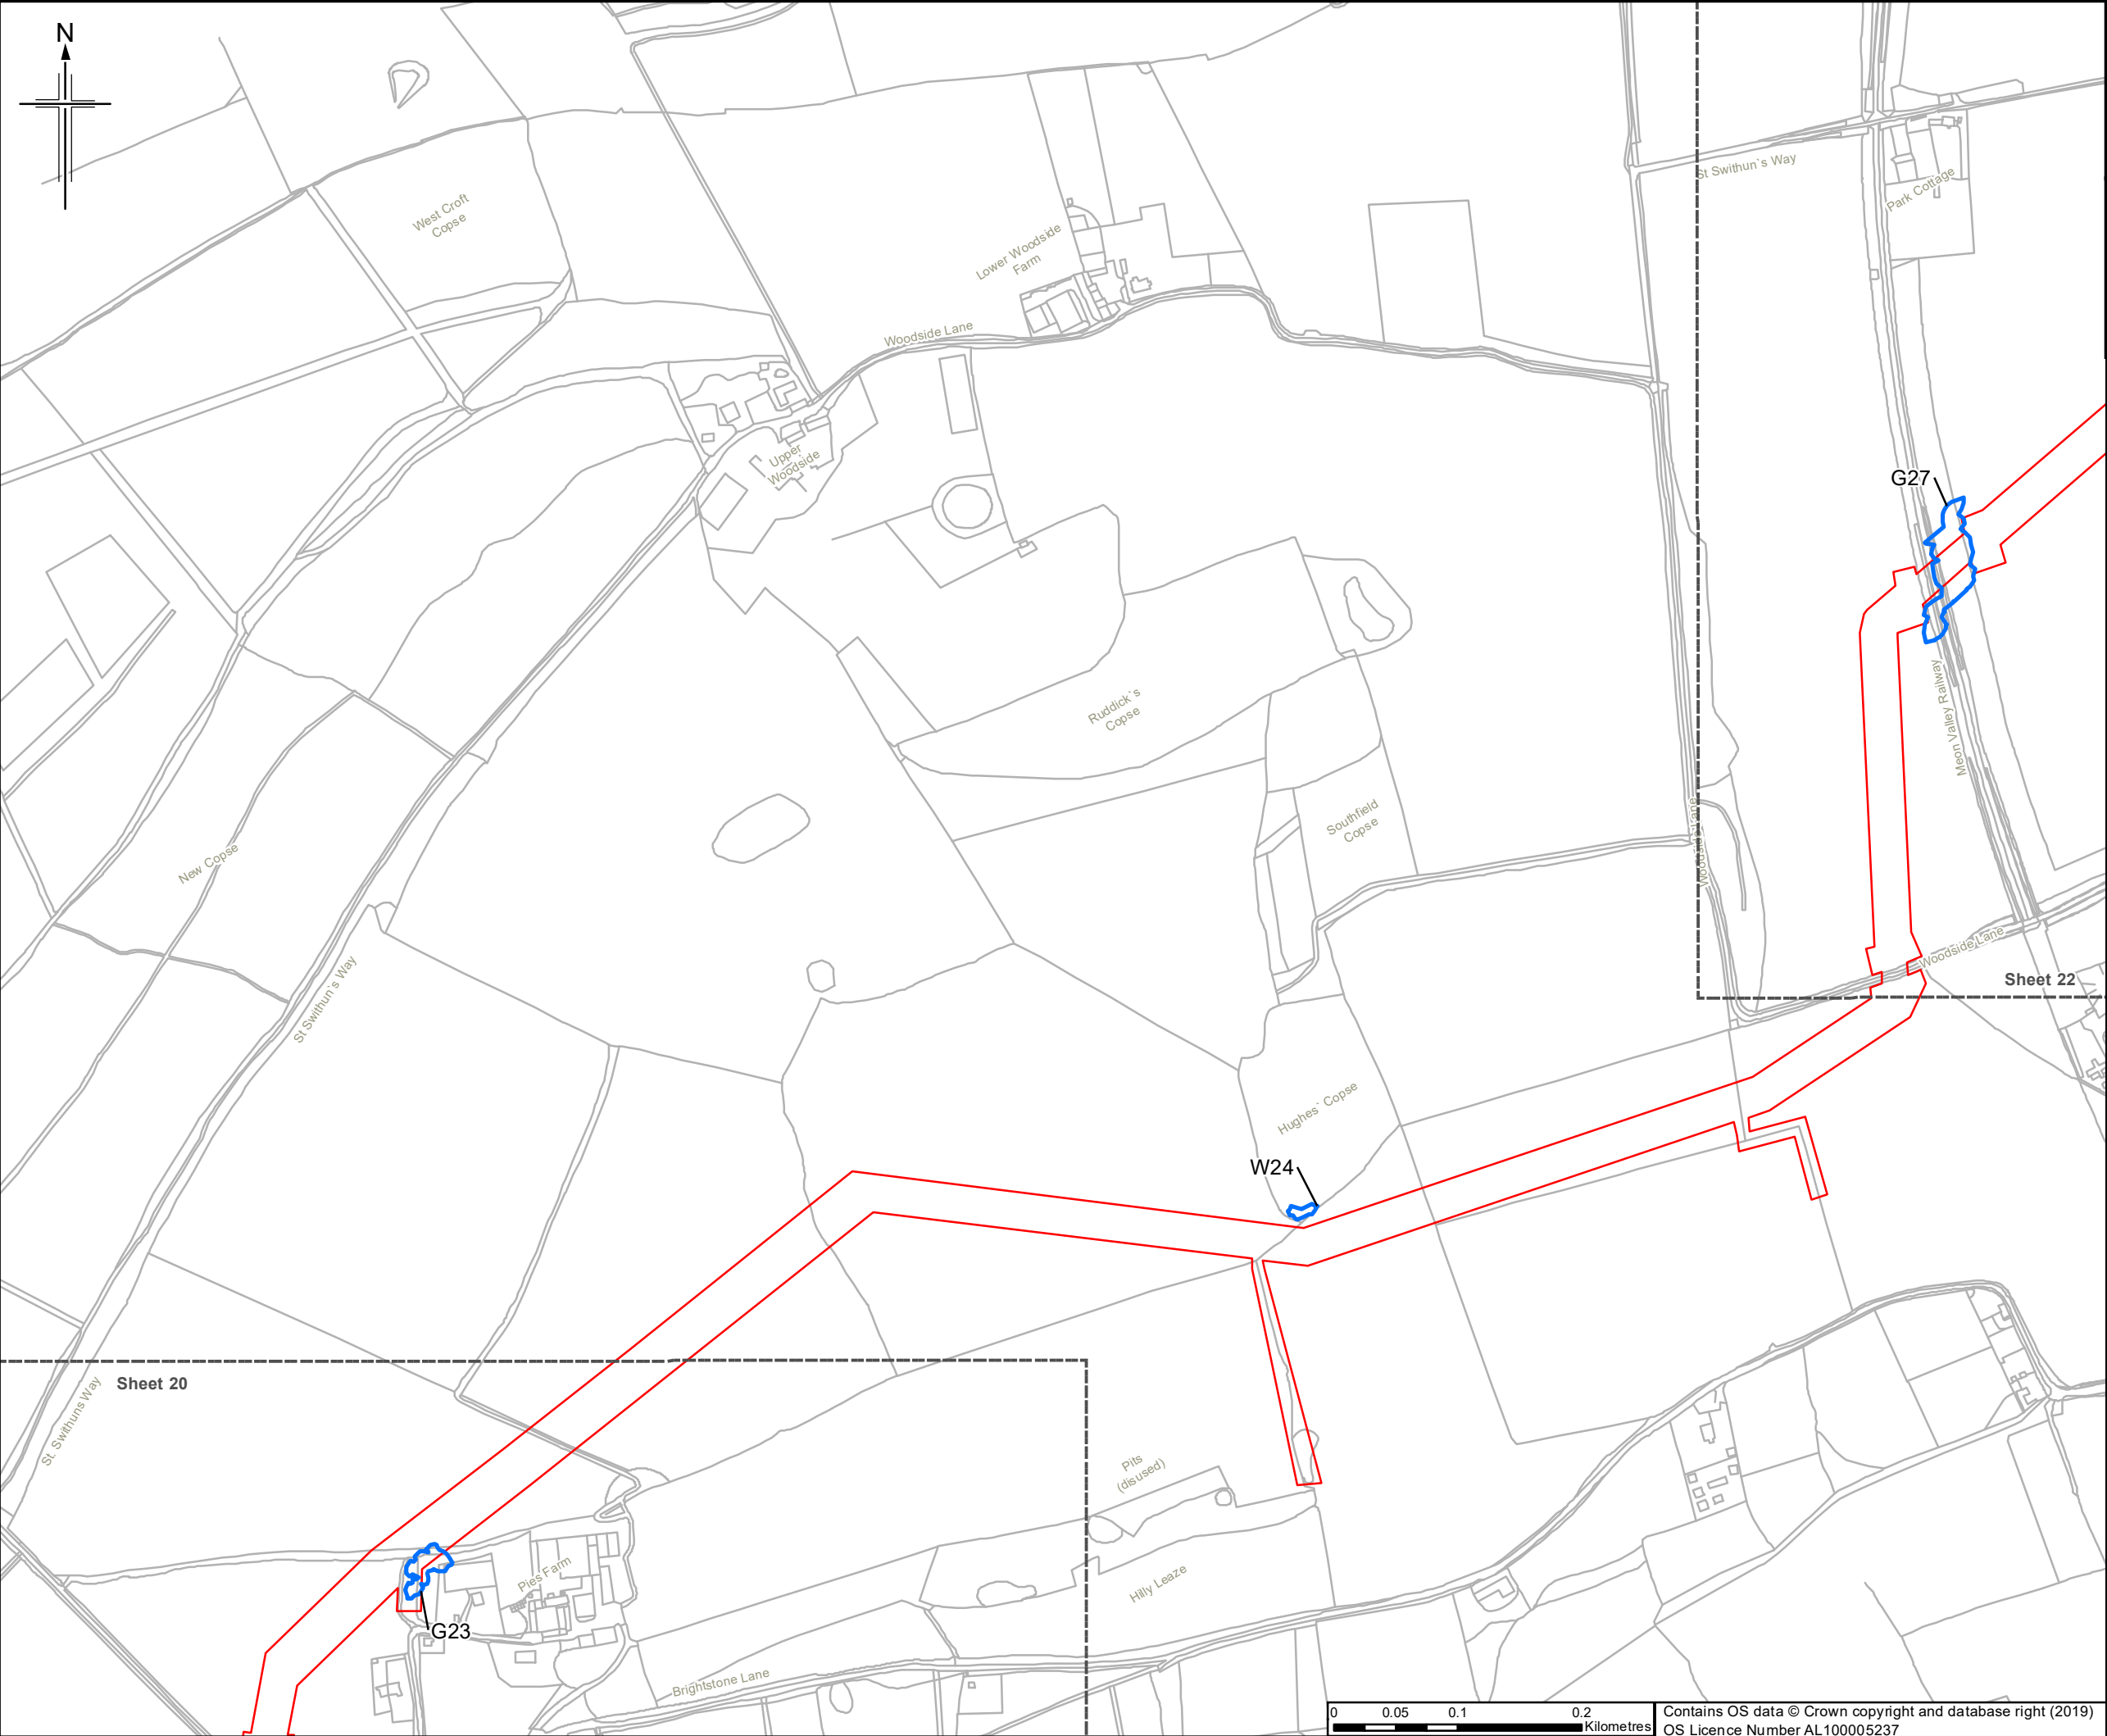 N
St Swithun`s Way
Park Cottage
West Croft
Copse
Lower Woodside
Farm
Woodside Lane
Upper
Woodside
G27
Meon Valley Railway
Ruddick`s
Copse
Southfield
Copse
Woodside Lane
New Copse
Woodside Lane
St Swithun`s Way
Sheet 22
Hughes` Copse
W24
Sheet 20
St. Swithuns Way
Pits
(disused)
Pies Farm
Hilly Leaze
G23
Brightstone Lane
0 0.05 0.1 0.2
Kilometres
Contains OS data © Crown copyright and database right (2019)
OS Licence Number AL100005237